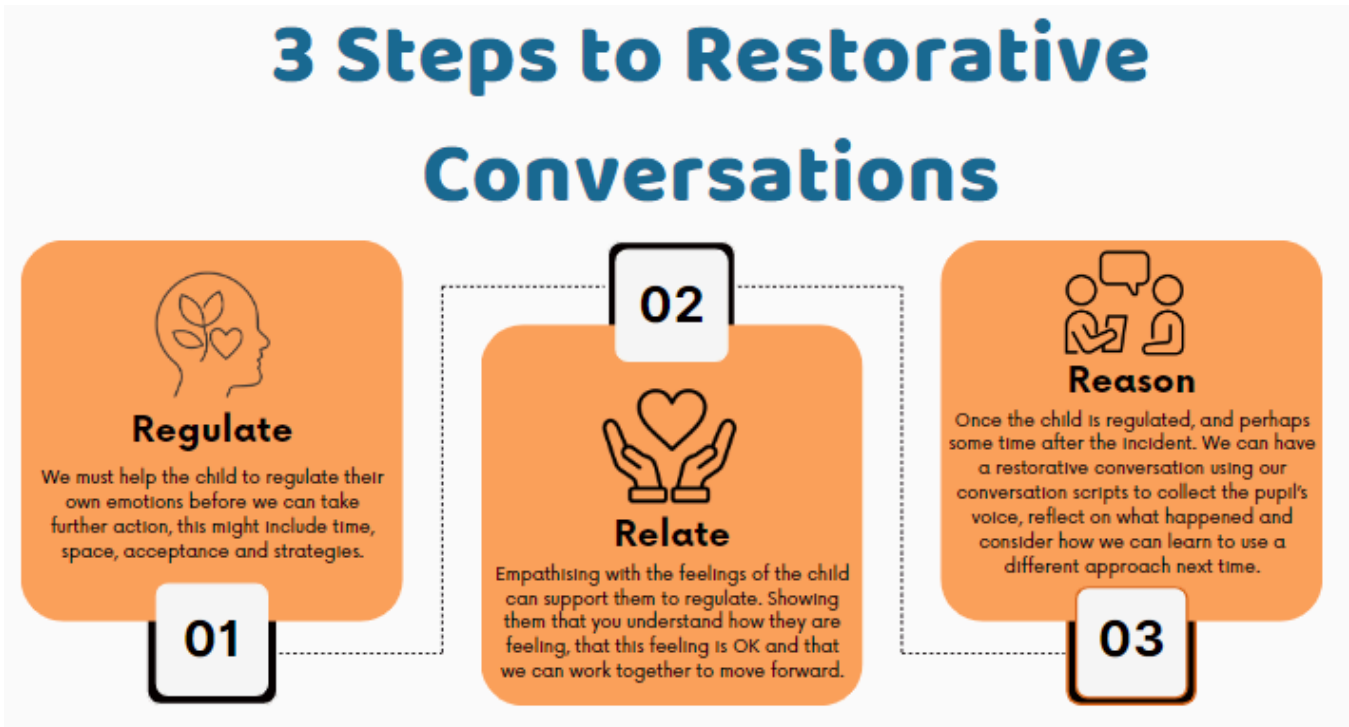 3 Steps to Restorative
Conversations
Regulate
We must help the child to regulate their
own emotions before we can take
further action, this might include time,
space, acceptance and strategies.
01
02
Relate
Empathising with the feelings of the child
can support them to regulate. Showing
them that you understand how they are
feeling, that this feeling is OK and that
we can work together to move forward.
Reason
Once the child is regulated, and perhaps
some time after the incident. We can have
a restorative conversation using our
conversation scripts to collect the pupil's
voice, reflect on what happened and
consider how we can learn to use a
different approach next time.
03